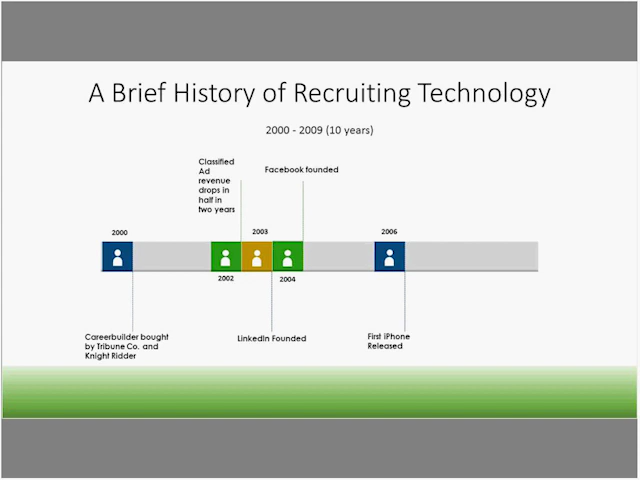 A Brief History of Recruiting Technology
2000 - 2009 (10 years)
Classified
Ad
revenue
drops in
half in
two years
Facebook founded
2000
2003
2006
2002
2004
Careerbuilder bought
by Tribune Co. and
Knight Ridder
LinkedIn Founded
First iPhone
Released